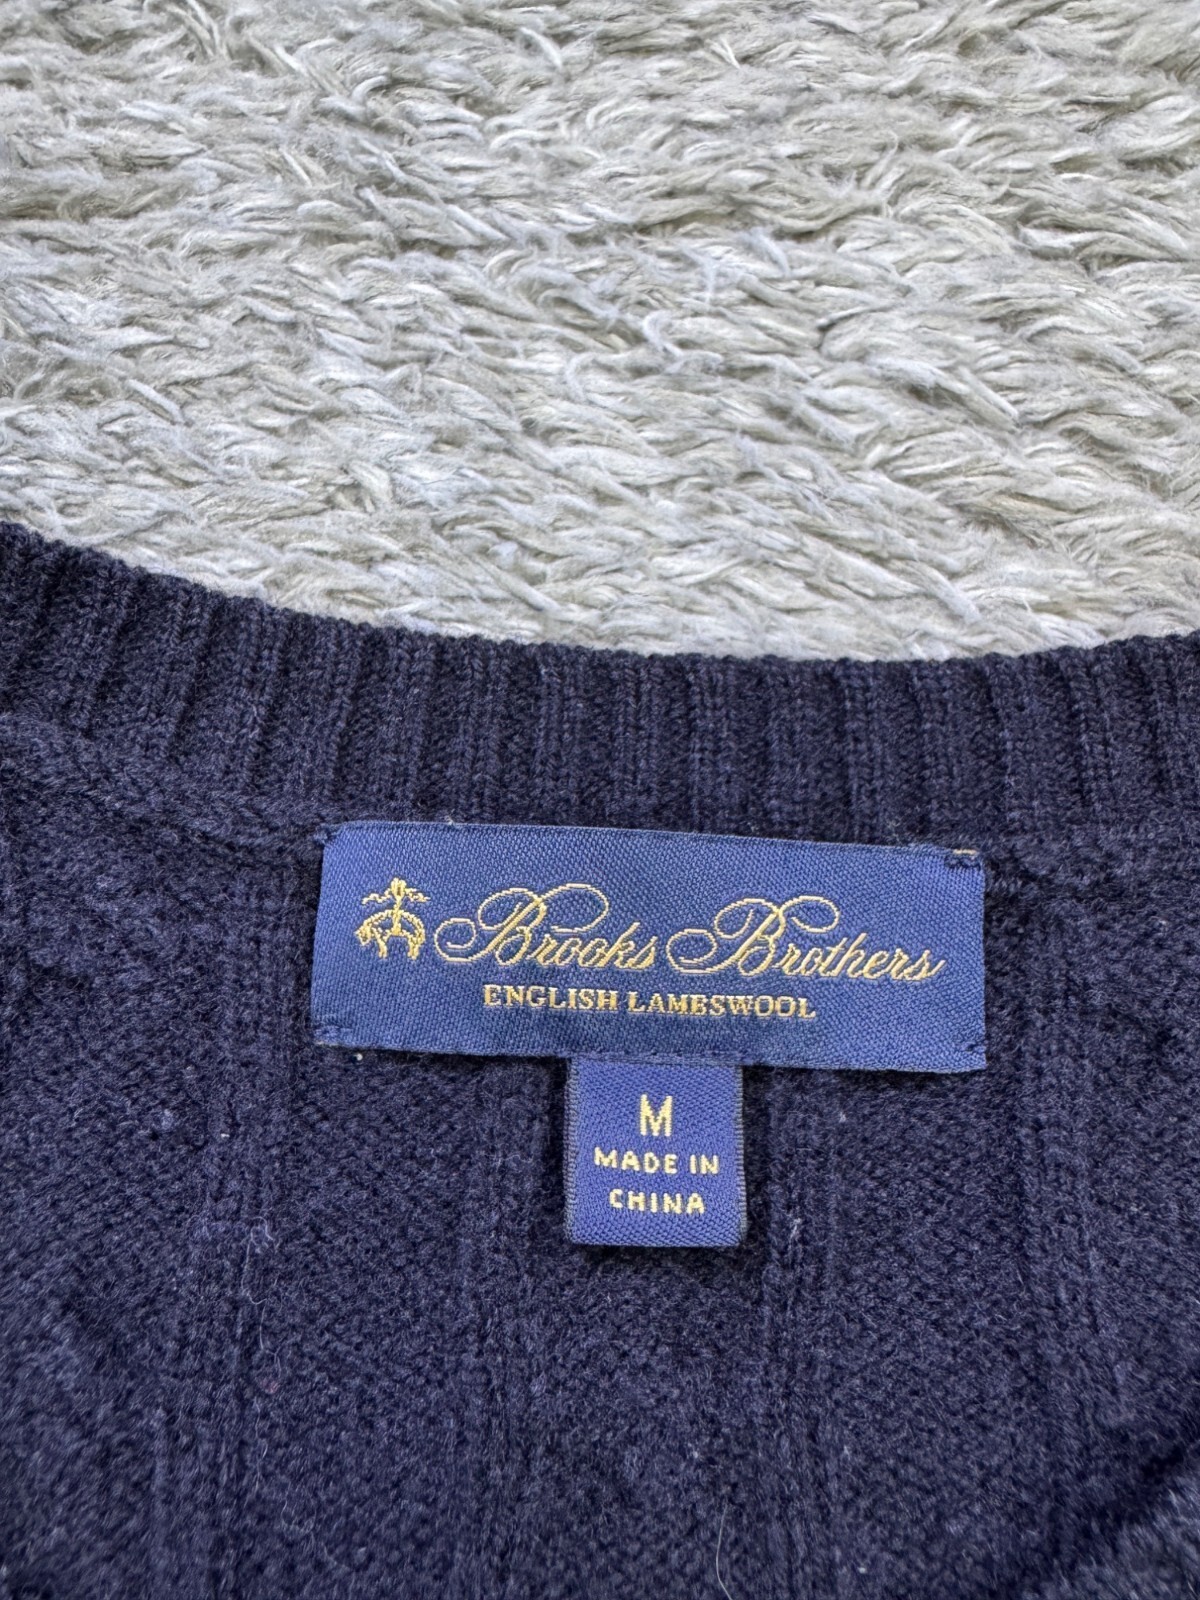 Brooks Brothers
ENGLISH LAMBSWOOL
M
MADE IN
CHINA